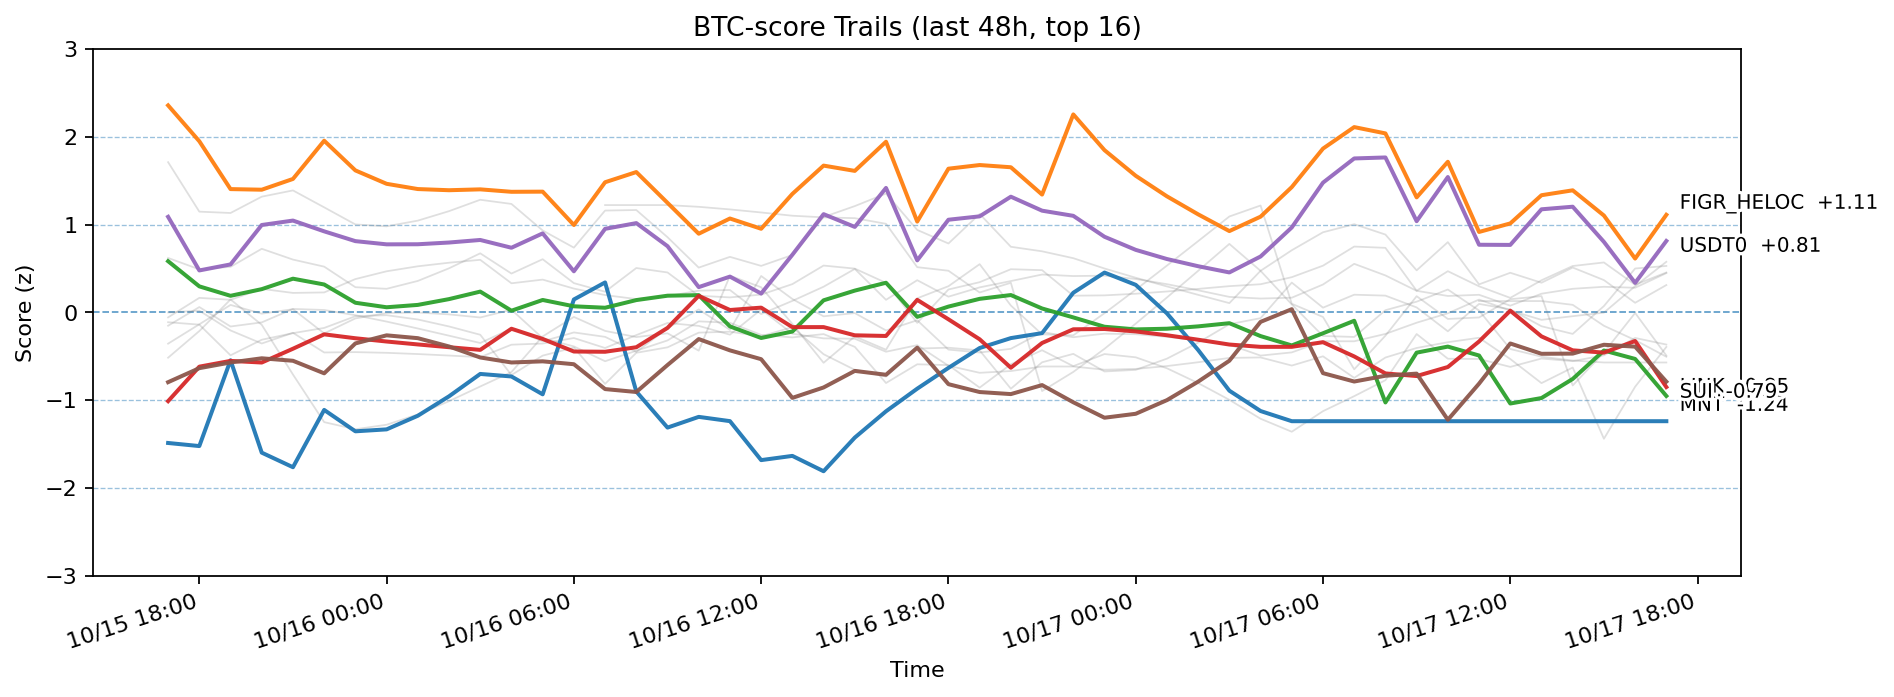 BTC-score Trails (last 48h, top 16)
Score (z)
3
2
1
0
−1
−2
−3
FIGR_HELOC +1.11
USDT0 +0.81
SUI -0.79
MNT -1.24
10/15 18:00
10/16 00:00
10/16 06:00
10/16 12:00
10/16 18:00
10/17 00:00
10/17 06:00
10/17 12:00
10/17 18:00
Time